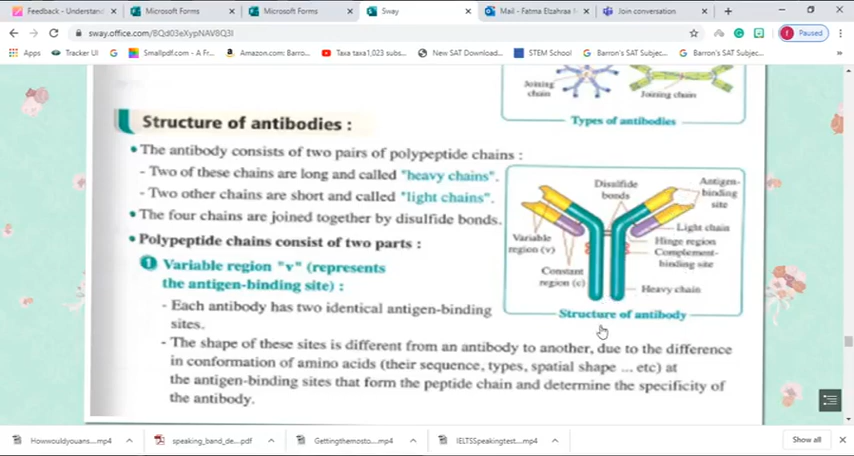 Feedback - Understand
Microsoft Forms
Microsoft Forms
Sway
Mail - Fatma Elzahraa
Join conversation
sway.office.com/8Qd03eXypNAV8Q3I
Paused
Apps
Tracker UI
Smallpdf.com - A Fr...
Amazon.com: Barro...
Taxa taxa1,023 subs...
New SAT Download...
STEM School
Barron's SAT Subjec...
Barron's SAT Subjec...
Joining chain
Joining chain
Types of antibodies
Structure of antibodies :
• The antibody consists of two pairs of polypeptide chains :
- Two of these chains are long and called "heavy chains".
- Two other chains are short and called "light chains".
• The four chains are joined together by disulfide bonds.
• Polypeptide chains consist of two parts :
1 Variable region "v" (represents
the antigen-binding site) :
- Each antibody has two identical antigen-binding
sites.
Disulfide
bonds
Antigen-
binding
site
Light chain
Hinge region
Complement-
binding site
Heavy chain
Variable
region (v)
Constant
region (c)
Structure of antibody
- The shape of these sites is different from an antibody to another, due to the difference
in conformation of amino acids (their sequence, types, spatial shape ... etc) at
the antigen-binding sites that form the peptide chain and determine the specificity of
the antibody.
Howwouldyouans....mp4
speaking_band_de....pdf
Gettingthemosto....mp4
IELTSSpeakingtest....mp4
Show all